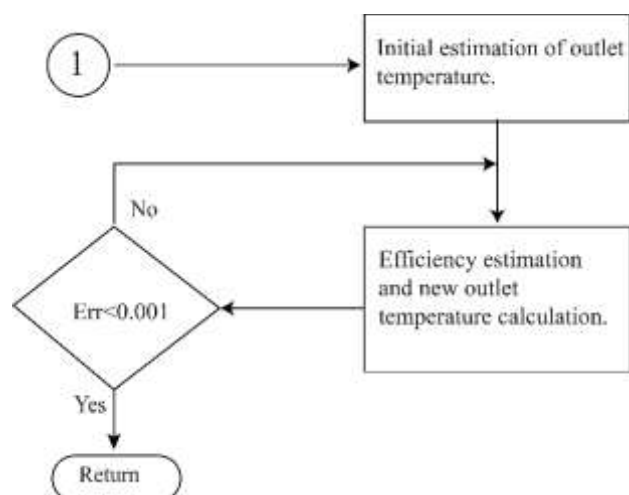 1
Initial estimation of outlet
temperature.
No
Efficiency estimation
and new outlet
temperature calculation.
Err<0.001
Yes
Return